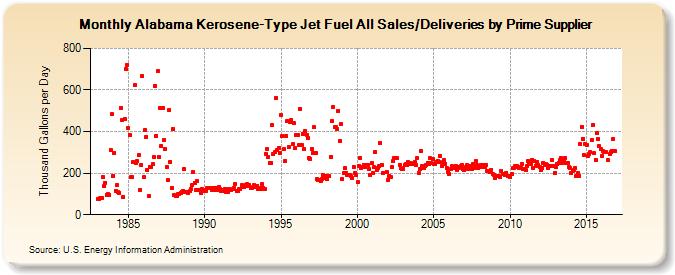 Monthly Alabama Kerosene-Type Jet Fuel All Sales/Deliveries by Prime Supplier
Thousand Gallons per Day
800
600
400
200
0
1985 1990 1995 2000 2005 2010 2015
Source: U.S. Energy Information Administration